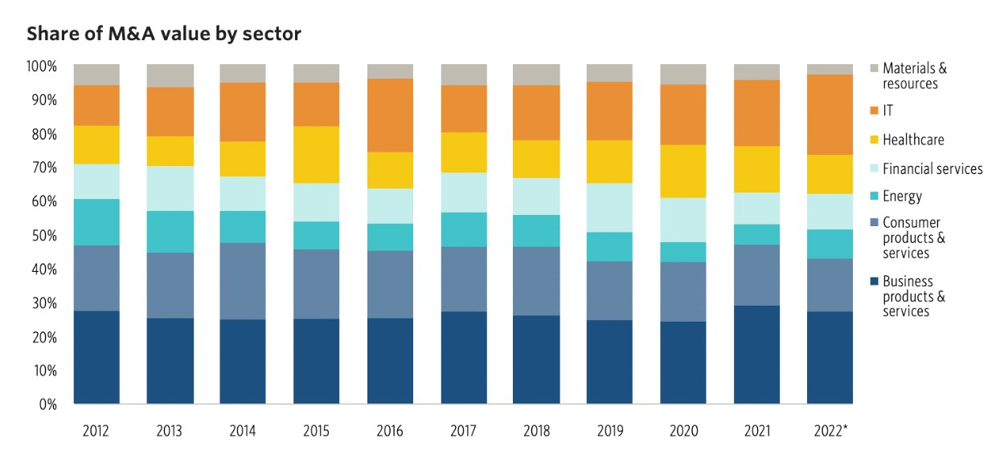 Share of M&A value by sector
100%
90%
80%
70%
60%
50%
40%
30%
20%
10%
0%
2012
2013
2014
2015
2016
2017
2018
2019
2020
2021
2022*
Materials &
resources
IT
Healthcare
Financial services
Energy
Consumer
products &
services
Business
products &
services